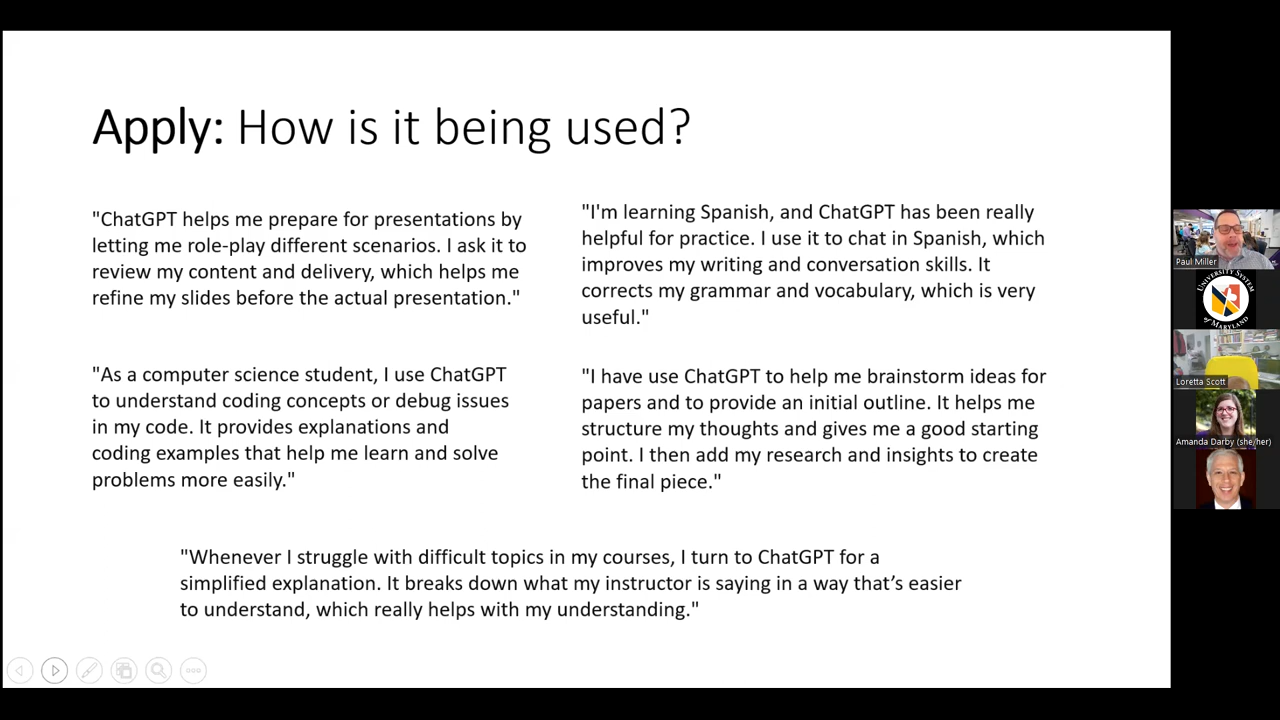 Apply: How is it being used?
"ChatGPT helps me prepare for presentations by
letting me role-play different scenarios. I ask it to
review my content and delivery, which helps me
refine my slides before the actual presentation."
"I'm learning Spanish, and ChatGPT has been really
helpful for practice. I use it to chat in Spanish, which
improves my writing and conversation skills. It
corrects my grammar and vocabulary, which is very
useful."
"As a computer science student, I use ChatGPT
to understand coding concepts or debug issues
in my code. It provides explanations and
coding examples that help me learn and solve
problems more easily."
"I have use ChatGPT to help me brainstorm ideas for
papers and to provide an initial outline. It helps me
structure my thoughts and gives me a good starting
point. I then add my research and insights to create
the final piece."
"Whenever I struggle with difficult topics in my courses, I turn to ChatGPT for a
simplified explanation. It breaks down what my instructor is saying in a way that’s easier
to understand, which really helps with my understanding."
Paul Miller
UNIVERSITY SYSTEM
of MARYLAND
Loretta Scott
Amanda Darby (she/her)